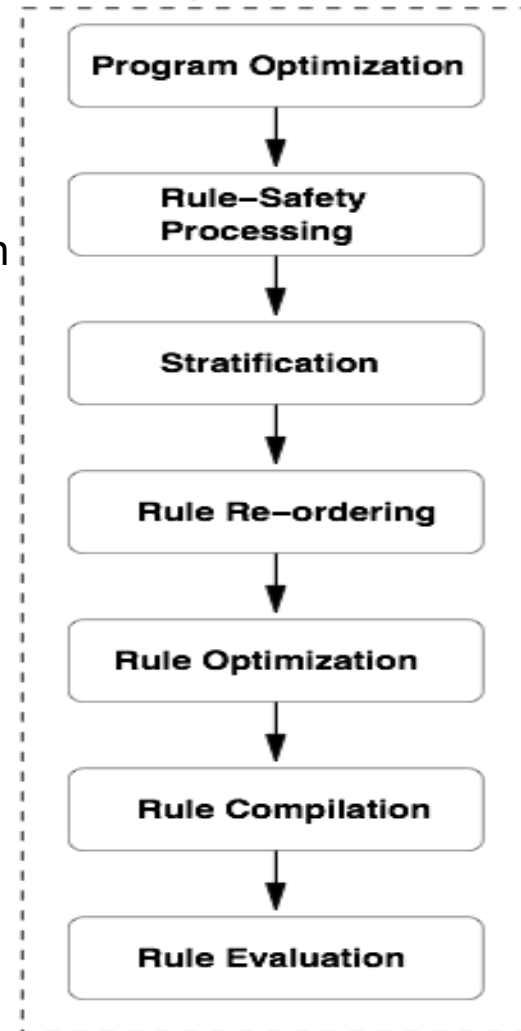 Program Optimization
Rule–Safety
Processing
n
Stratification
Rule Re–ordering
Rule Optimization
Rule Compilation
Rule Evaluation